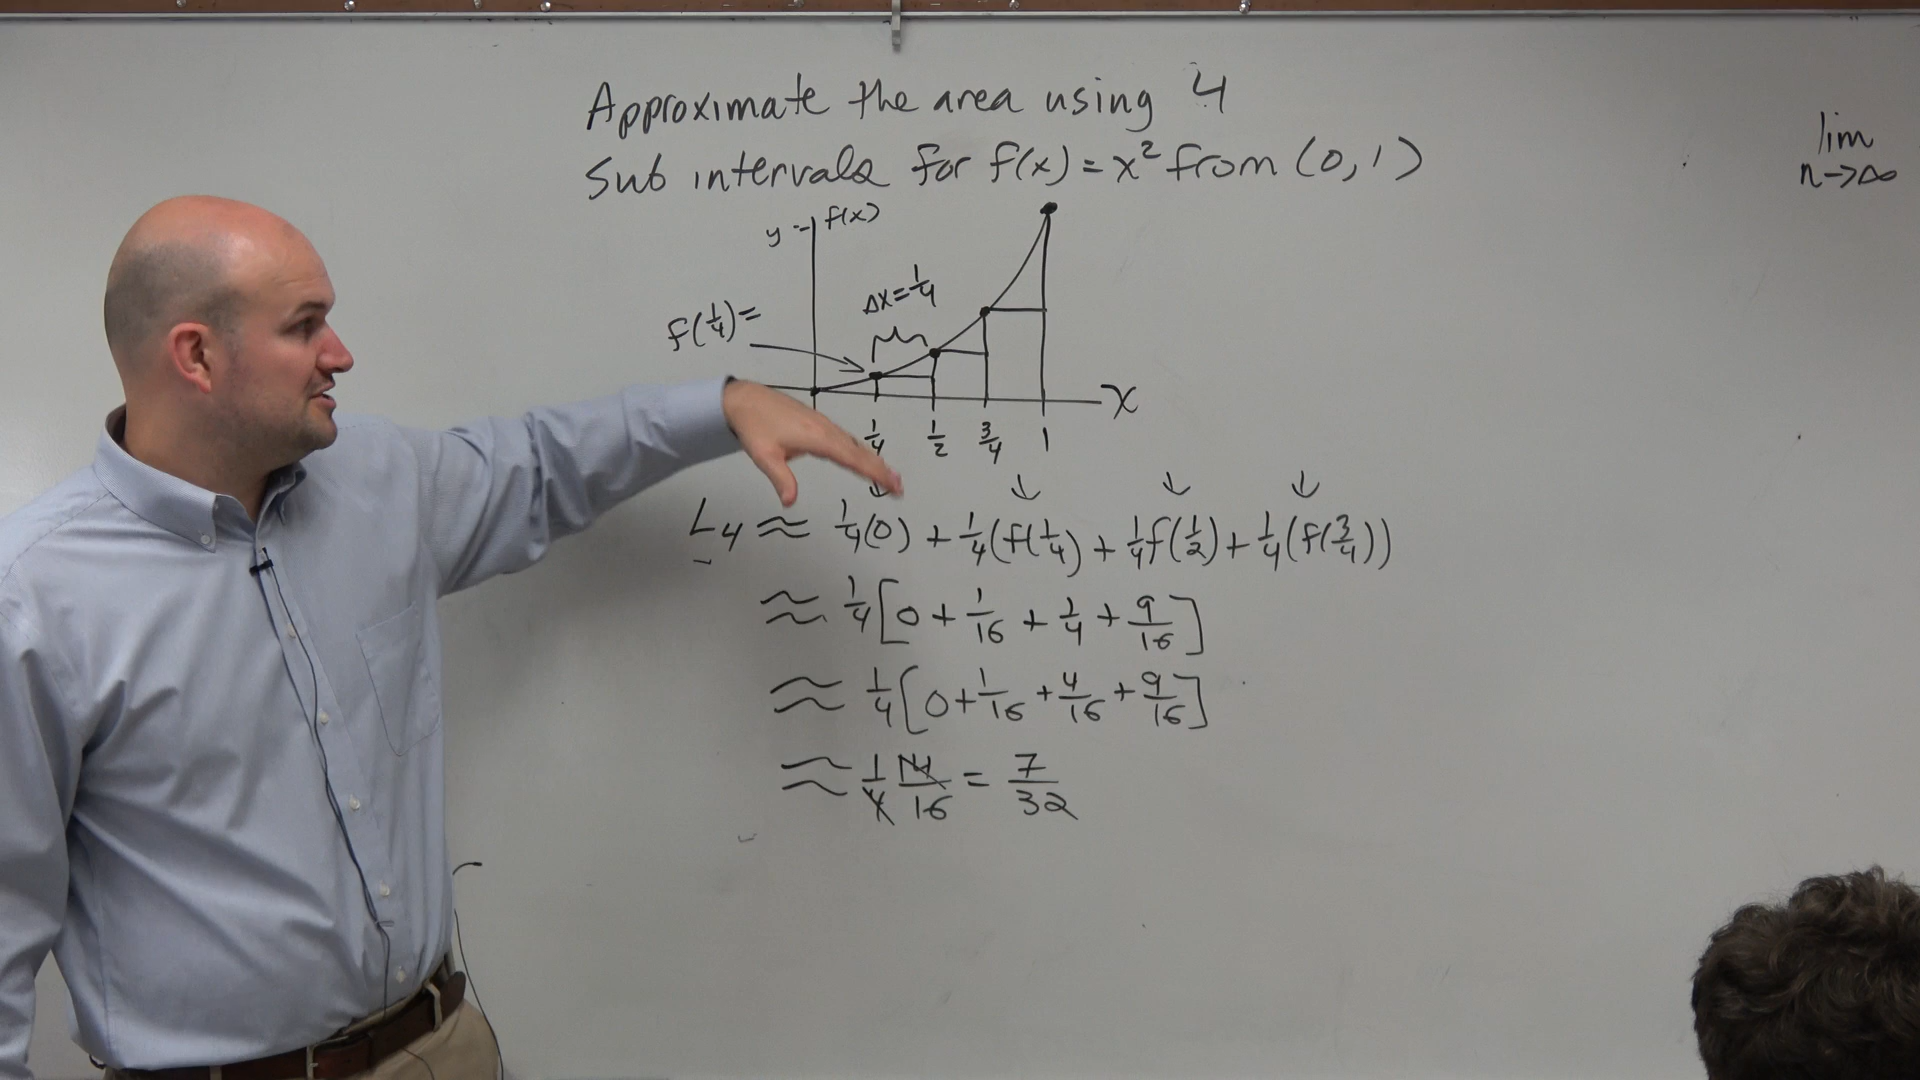 Approximate the area using 4
Sub intervals for f(x) = x² from (0, 1)
lim
n→∞
y = f(x)
Δx = 1/4
f(1/4) =
x
1/4 1/2 3/4 1
↓ ↓ ↓ ↓
L4 ≈ 1/4(0) + 1/4(f(1/4) + 1/4f(1/2) + 1/4(f(3/4))
≈ 1/4[0 + 1/16 + 1/4 + 9/16]
≈ 1/4[0 + 1/16 + 4/16 + 9/16]
≈ 1/4 14/16 = 7/32